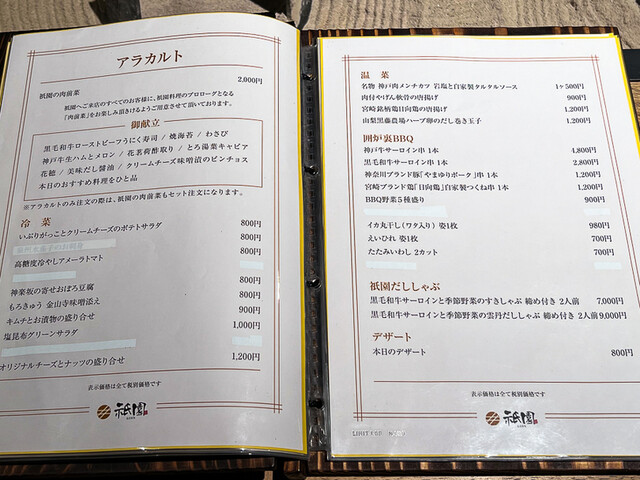 アラカルト
祇園の肉前菜 2,000円
祇園へご来店のすべてのお客様に、祇園料理のプロローグとなる
「肉前菜」をお楽しみ頂けるようご用意させて頂いております。
御献立
黒毛和牛ローストビーフうにく寿司 / 焼海苔 / わさび
神戸牛生ハムとメロン / 花茗荷酢取り / とろ湯葉キャビア
花穂 / 美味だし醤油 / クリームチーズ味噌漬のピンチョス
本日のおすすめ料理をひと品
※アラカルトのみ注文の際は、祇園の肉前菜もセット注文になります。
冷菜
いぶりがっことクリームチーズのポテトサラダ 800円
800円
高糖度冷やしアメーラトマト 800円
神楽坂の寄せおぼろ豆腐 800円
もろきゅう 金山寺味噌添え 800円
キムチとお漬物の盛り合せ 900円
塩昆布グリーンサラダ 1,000円
オリジナルチーズとナッツの盛り合せ 1,200円
表示価格は全て税別価格です
祇園
温菜
名物 神戸肉メンチカツ 岩塩と自家製タルタルソース 1ヶ500円
肉付やげん軟骨の唐揚げ 900円
宮崎銘柄鶏日向鶏の唐揚げ 1,200円
山梨黒藤農場ハーブ卵のだし巻き玉子 1,200円
囲炉裏BBQ
神戸牛サーロイン串 1本 4,800円
黒毛和牛サーロイン串 1本 2,800円
神奈川ブランド豚「やまゆりポーク」串 1本 1,200円
宮崎ブランド鶏「日向鶏」自家製つくね串 1本 1,200円
BBQ野菜5種盛り 900円
イカ丸干し(ワタ入り) 姿1枚 980円
えいひれ 姿1枚 700円
たたみいわし 2カット 700円
祇園だししゃぶ
黒毛和牛サーロインと季節野菜のすきしゃぶ 締め付き 2人前 7,000円
黒毛和牛サーロインと季節野菜の雲丹だししゃぶ 締め付き 2人前 9,000円
デザート
本日のデザート 800円
表示価格は全て税別価格です
祇園